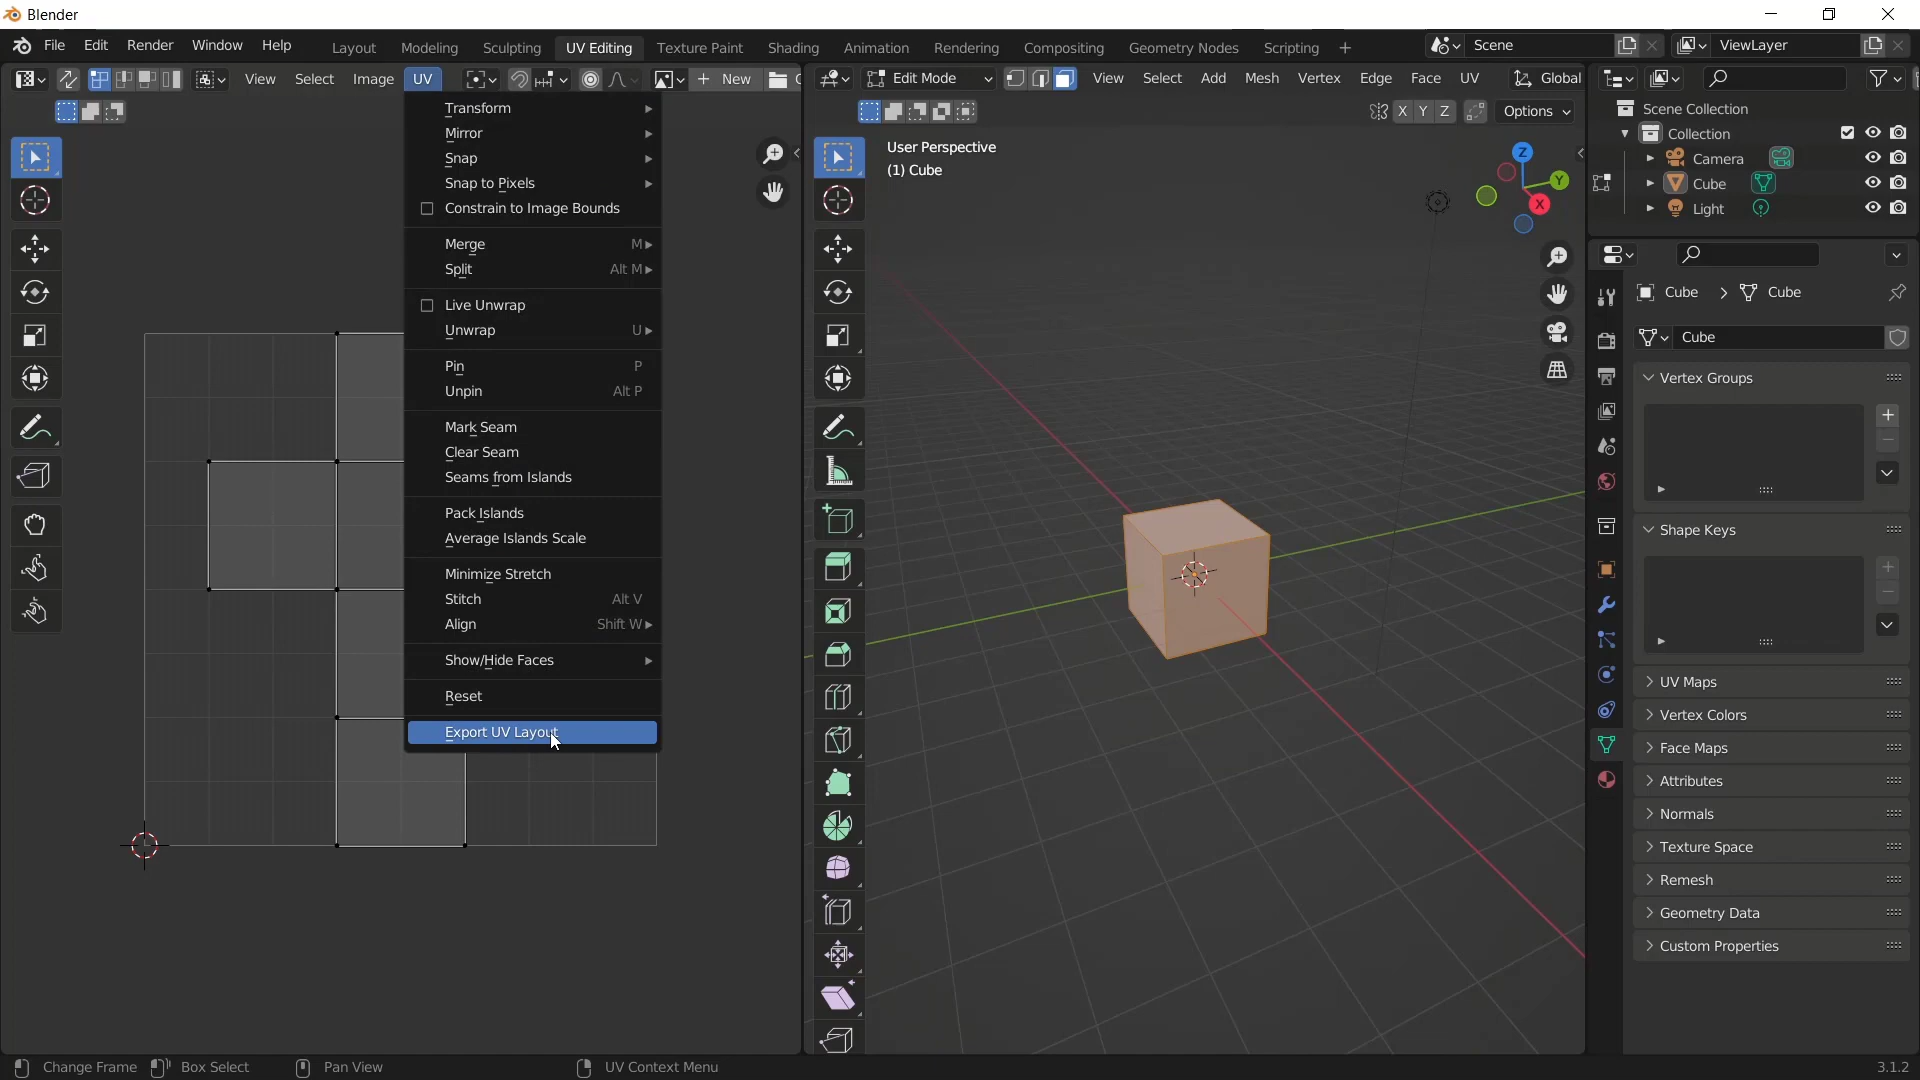 Blender
File Edit Render Window Help Layout Modeling Sculpting UV Editing Texture Paint Shading Animation Rendering Compositing Geometry Nodes Scripting + Scene ViewLayer
View Select Image UV + New
Edit Mode View Select Add Mesh Vertex Edge Face UV Global
X Y Z Options
Transform
Mirror
Snap
Snap to Pixels
Constrain to Image Bounds
Merge M
Split Alt M
Live Unwrap
Unwrap U
Pin P
Unpin Alt P
Mark Seam
Clear Seam
Seams from Islands
Pack Islands
Average Islands Scale
Minimize Stretch
Stitch Alt V
Align Shift W
Show/Hide Faces
Reset
Export UV Layout
User Perspective
(1) Cube
Z
Y
X
Scene Collection
Collection
Camera
Cube
Light
Cube > Cube
Cube
Vertex Groups
Shape Keys
UV Maps
Vertex Colors
Face Maps
Attributes
Normals
Texture Space
Remesh
Geometry Data
Custom Properties
Change Frame Box Select Pan View UV Context Menu 3.1.2